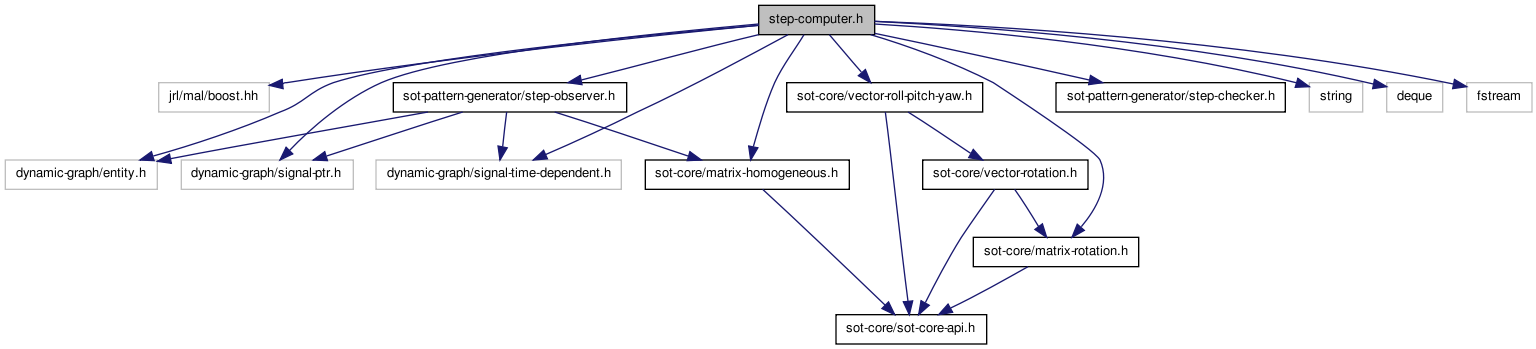 step-computer.h
jrl/mal/boost.hh
sot-pattern-generator/step-observer.h
sot-core/vector-roll-pitch-yaw.h
sot-pattern-generator/step-checker.h
string
deque
fstream
dynamic-graph/entity.h
dynamic-graph/signal-ptr.h
dynamic-graph/signal-time-dependent.h
sot-core/matrix-homogeneous.h
sot-core/vector-rotation.h
sot-core/matrix-rotation.h
sot-core/sot-core-api.h